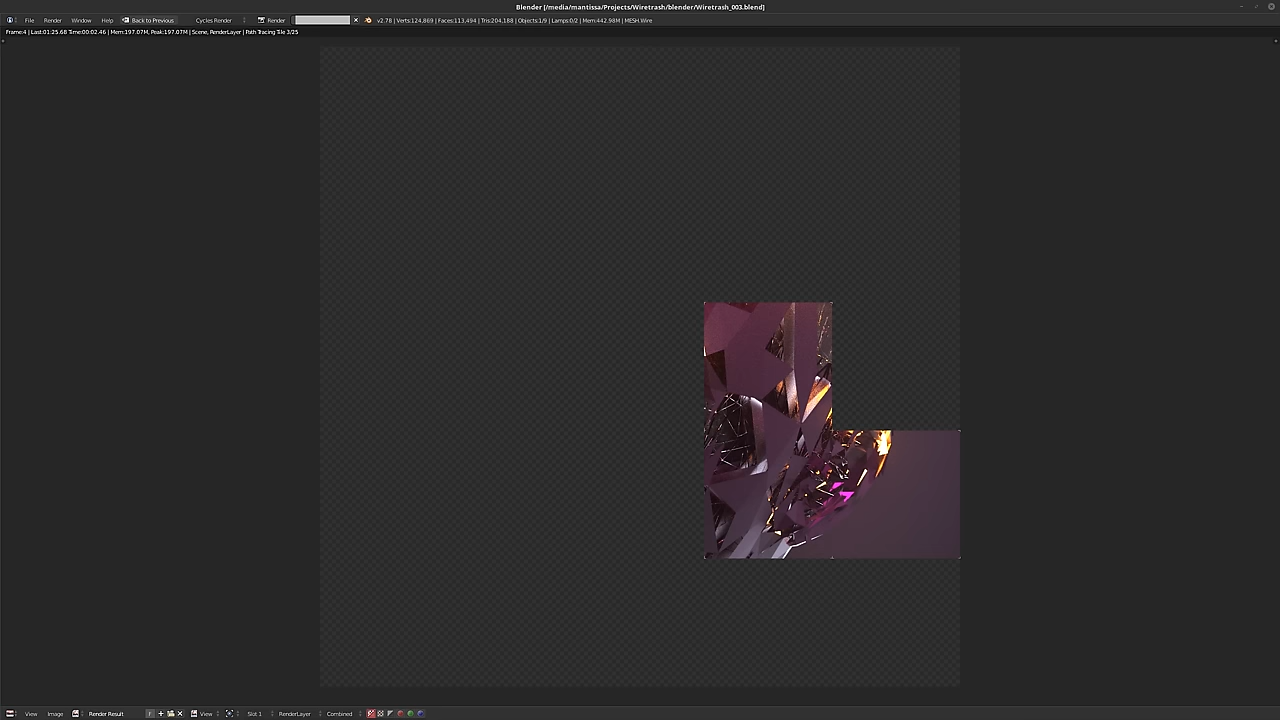 Blender [/media/mantissa/Projects/Wiretrash/blender/Wiretrash_003.blend]
File Render Window Help Back to Previous Cycles Render Render v2.78 | Verts:124,869 | Faces:113,494 | Tris:204,188 | Objects:1/9 | Lamps:0/2 | Mem:442.98M | MESH.Wire
Frame:4 | Last:01:25.68 Time:00:02.46 | Mem:197.07M, Peak:197.07M | Scene, RenderLayer | Path Tracing Tile 3/25
View Image Render Result F View Slot 1 RenderLayer Combined